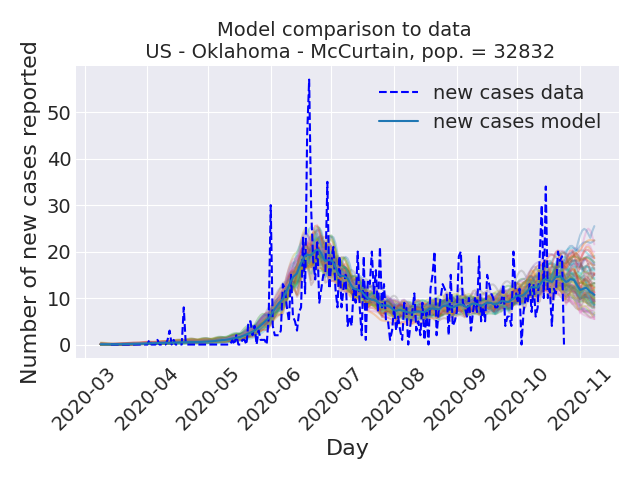 Model comparison to data
US - Oklahoma - McCurtain, pop. = 32832
Number of new cases reported
50
40
30
20
10
0
new cases data
new cases model
2020-03
2020-04
2020-05
2020-06
2020-07
2020-08
2020-09
2020-10
2020-11
Day